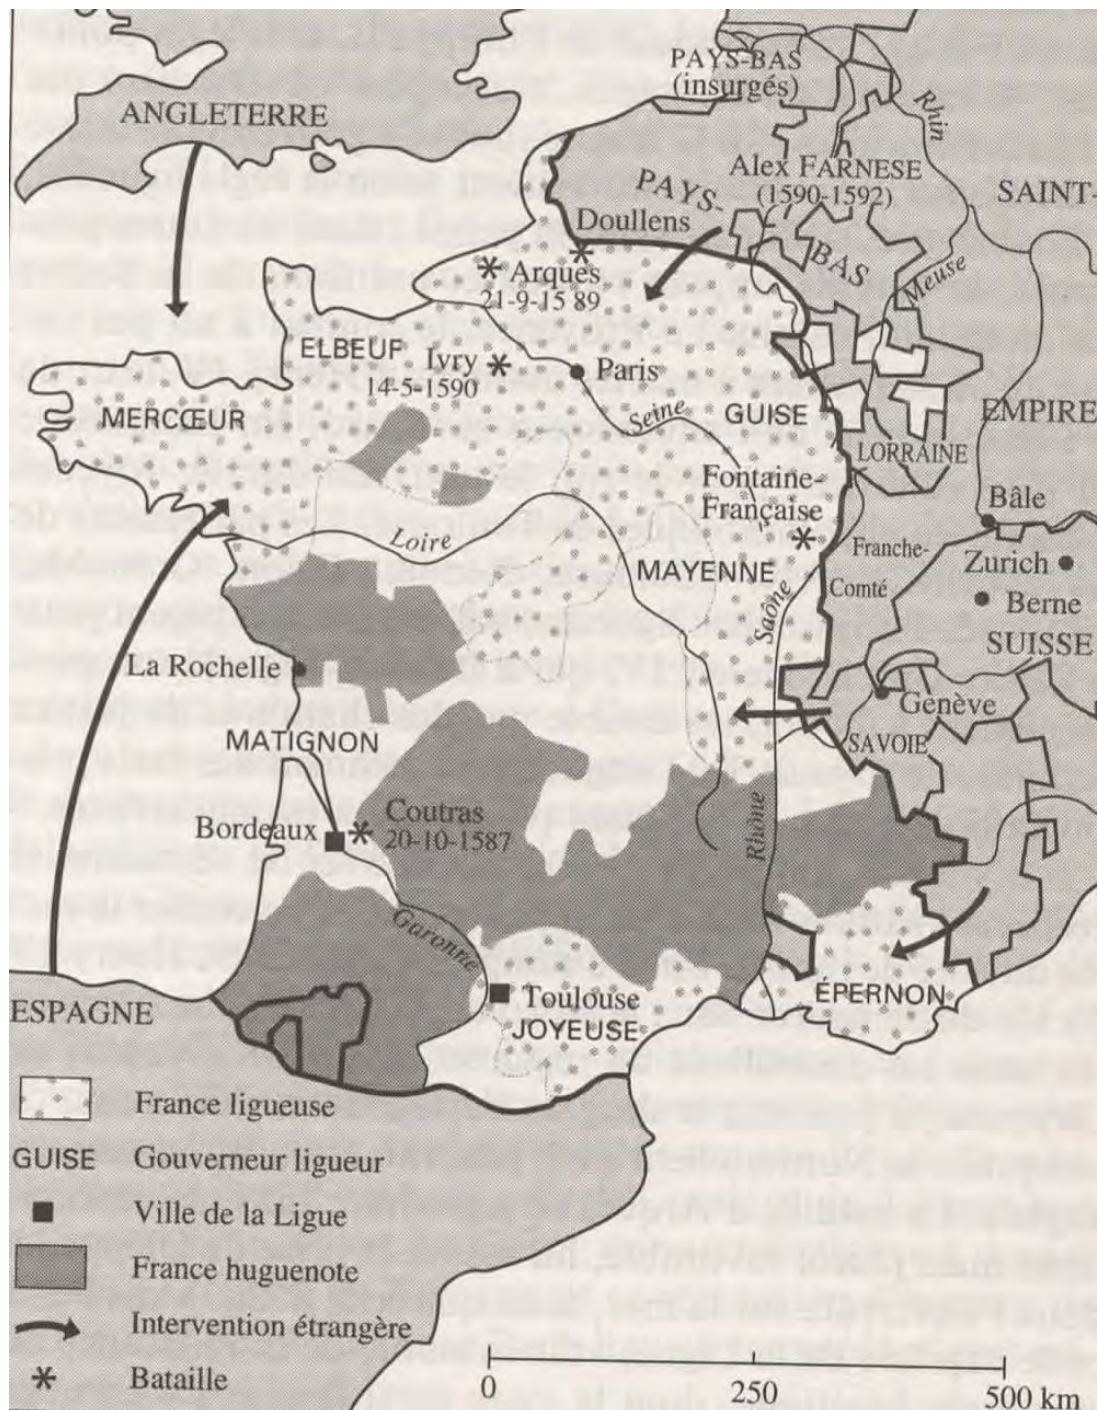 PAYS-BAS
(insurgés)
Rhin
ANGLETERRE
Alex FARNESE
(1590-1592)
SAINT-
PAYS-
BAS
Doullens
Meuse
Arques
21-9-15 89
ELBEUF
Ivry
14-5-1590
Paris
MERCŒUR
Seine
GUISE
EMPIRE
LORRAINE
Fontaine-
Française
Bâle
Loire
Franche-
Comté
Zurich
MAYENNE
Berne
Saône
SUISSE
La Rochelle
Genève
MATIGNON
SAVOIE
Bordeaux
Coutras
20-10-1587
Rhône
Garonne
Toulouse
JOYEUSE
ÉPERNON
ESPAGNE
France ligueuse
GUISE Gouverneur ligueur
Ville de la Ligue
France huguenote
Intervention étrangère
Bataille
0 250 500 km